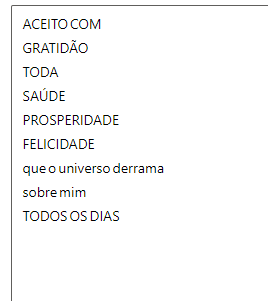 ACEITO COM
GRATIDÃO
TODA
SAÚDE
PROSPERIDADE
FELICIDADE
que o universo derrama
sobre mim
TODOS OS DIAS